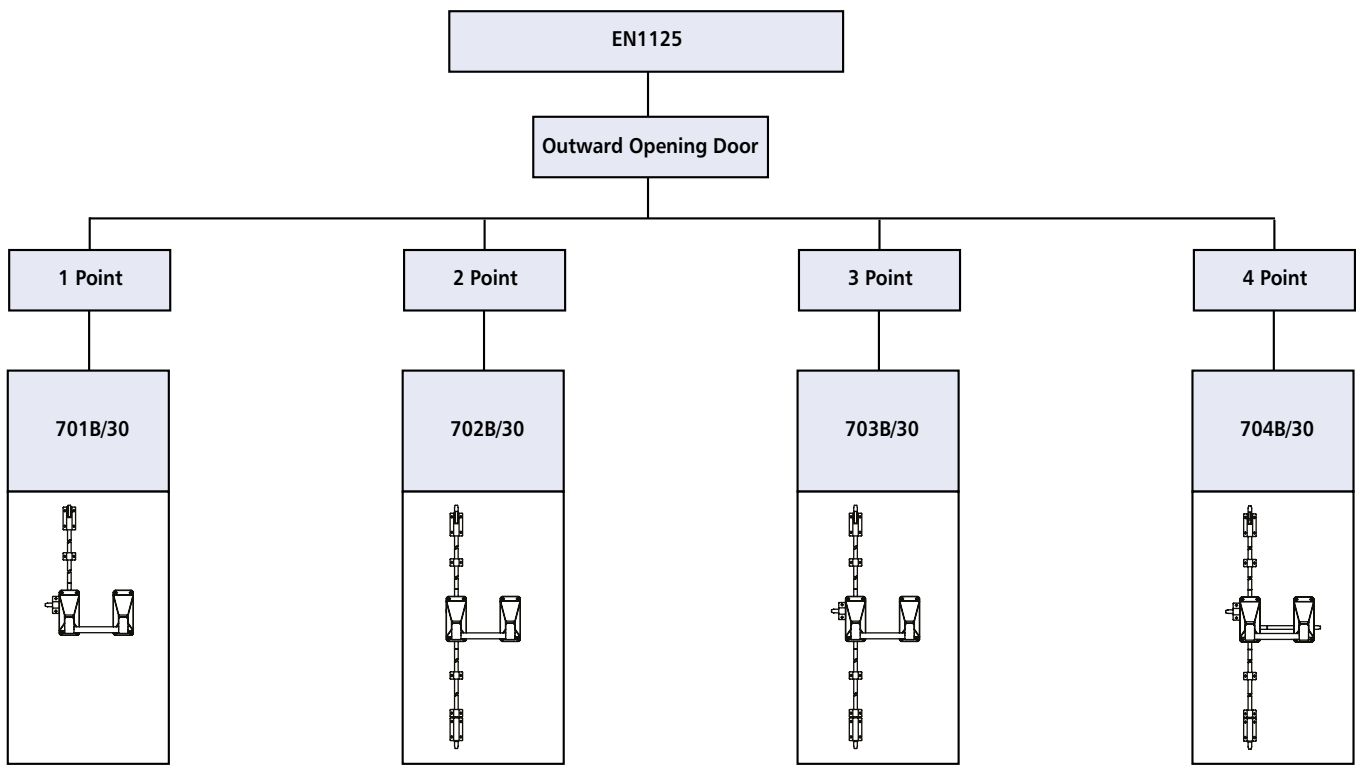 EN1125
Outward Opening Door
1 Point
2 Point
3 Point
4 Point
701B/30
702B/30
703B/30
704B/30